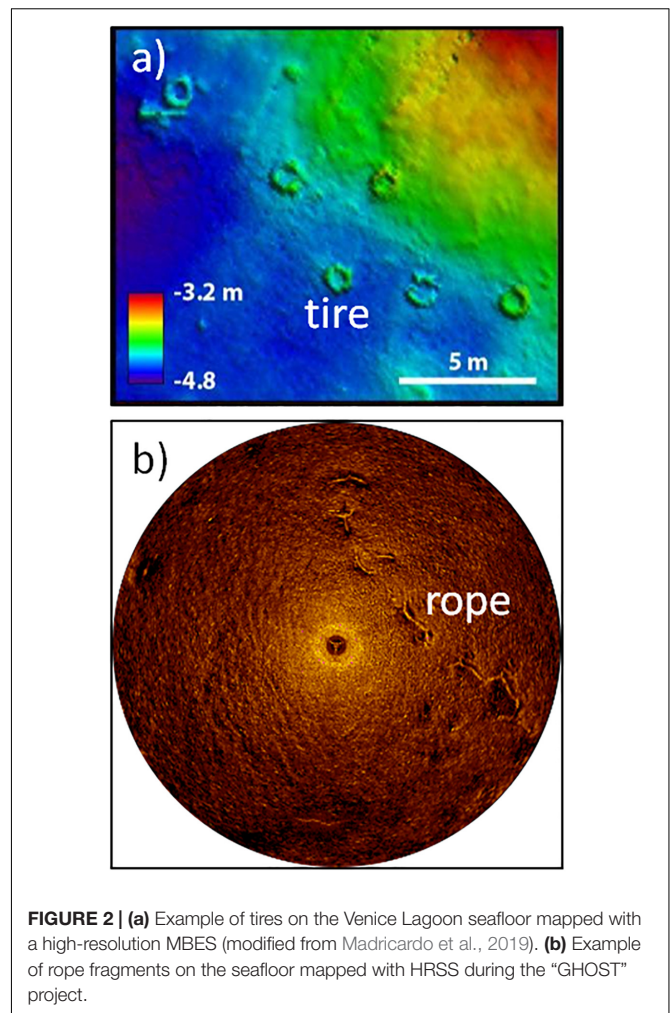 a)
-3.2 m
-4.8
tire
5 m
b)
rope
FIGURE 2 | (a) Example of tires on the Venice Lagoon seafloor mapped with
a high-resolution MBES (modified from Madricardo et al., 2019). (b) Example
of rope fragments on the seafloor mapped with HRSS during the “GHOST”
project.